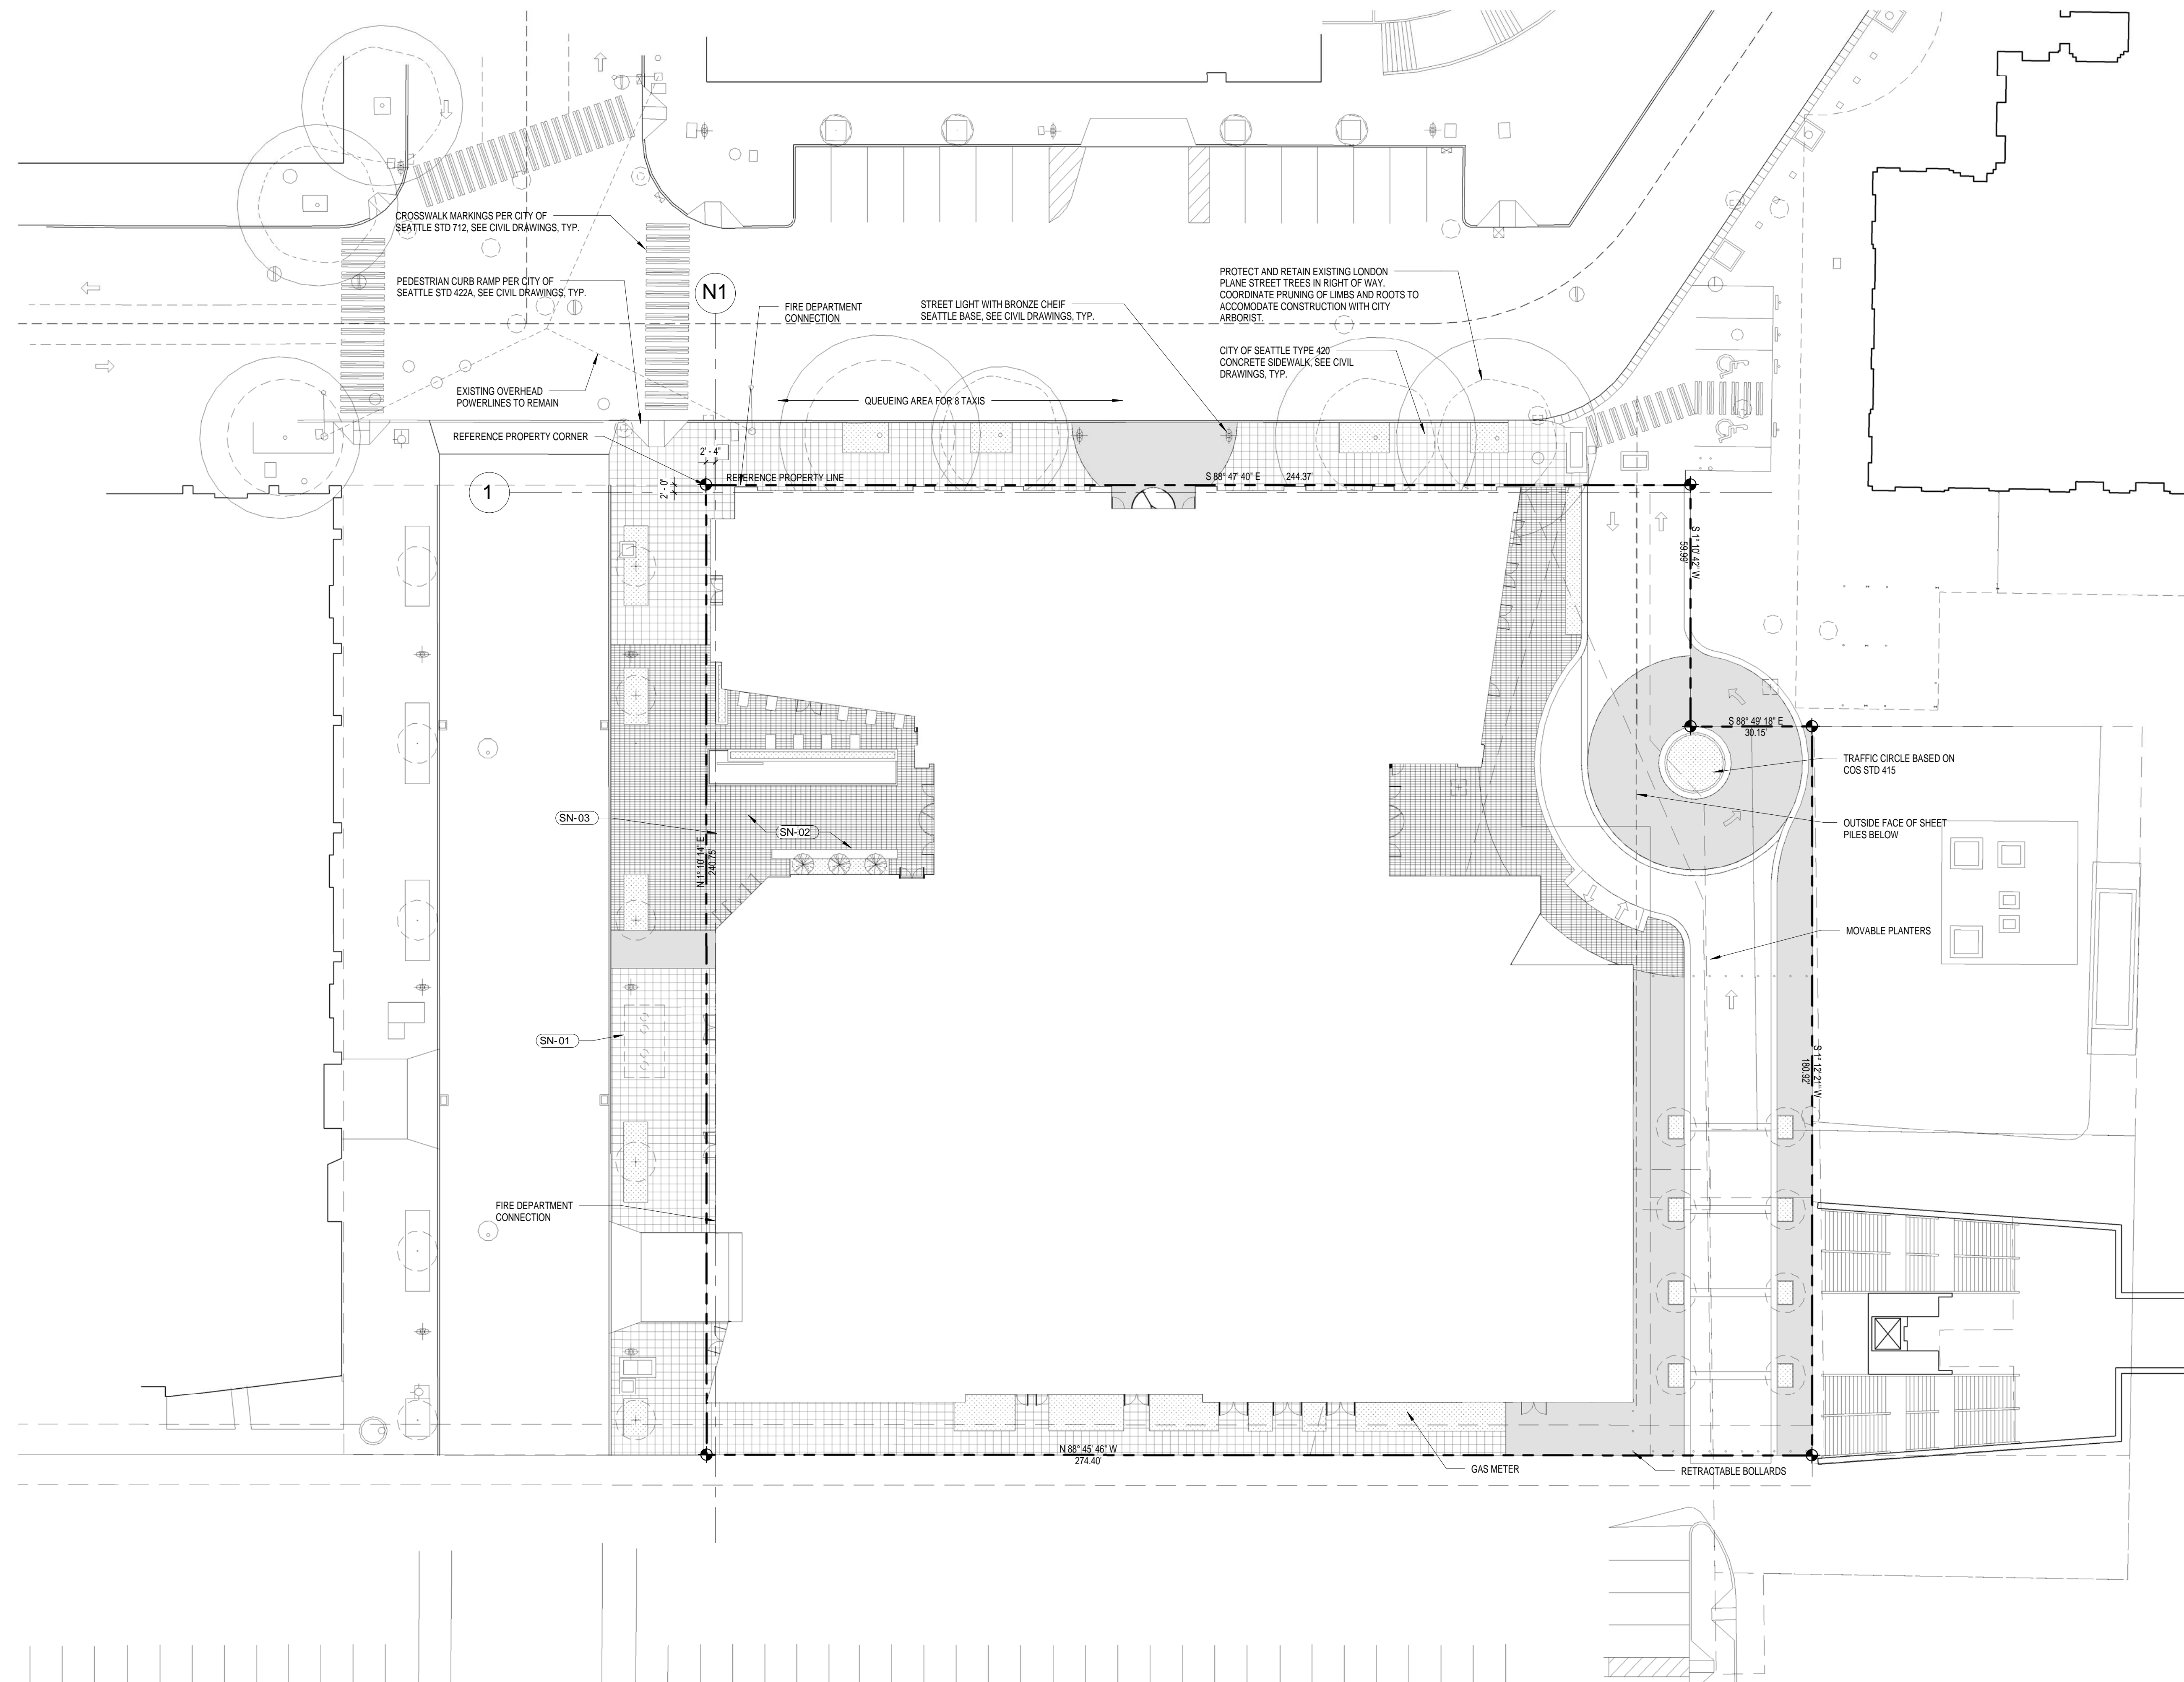 CROSSWALK MARKINGS PER CITY OF
SEATTLE STD 712, SEE CIVIL DRAWINGS, TYP.
PEDESTRIAN CURB RAMP PER CITY OF
SEATTLE STD 422A, SEE CIVIL DRAWINGS, TYP.
N1
FIRE DEPARTMENT
CONNECTION
STREET LIGHT WITH BRONZE CHEIF
SEATTLE BASE, SEE CIVIL DRAWINGS, TYP.
PROTECT AND RETAIN EXISTING LONDON
PLANE STREET TREES IN RIGHT OF WAY.
COORDINATE PRUNING OF LIMBS AND ROOTS TO
ACCOMODATE CONSTRUCTION WITH CITY
ARBORIST.
CITY OF SEATTLE TYPE 420
CONCRETE SIDEWALK, SEE CIVIL
DRAWINGS, TYP.
EXISTING OVERHEAD
POWERLINES TO REMAIN
QUEUEING AREA FOR 8 TAXIS
REFERENCE PROPERTY CORNER
2' - 4"
REFERENCE PROPERTY LINE
S 88° 47' 40" E 244.37'
1
2' - 0"
S 1° 10' 42" W
59.99'
S 88° 49' 18" E
30.15'
TRAFFIC CIRCLE BASED ON
COS STD 415
OUTSIDE FACE OF SHEET
PILES BELOW
SN-03
SN-02
N 1° 10' 14" E
240.75'
MOVABLE PLANTERS
SN-01
S 1° 12' 21" W
180.92'
FIRE DEPARTMENT
CONNECTION
N 88° 45' 46" W
274.40'
GAS METER
RETRACTABLE BOLLARDS